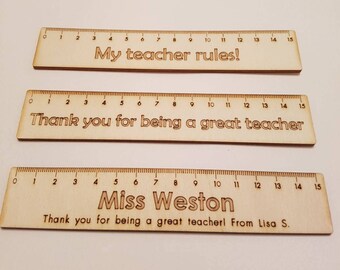 0 1 2 3 4 5 6 7 8 9 10 11 12 13 14 15
My teacher rules!
0 1 2 3 4 5 6 7 8 9 10 11 12 13 14 15
Thank you for being a great teacher
0 1 2 3 4 5 6 7 8 9 10 11 12 13 14 15
Miss Weston
Thank you for being a great teacher! From Lisa S.